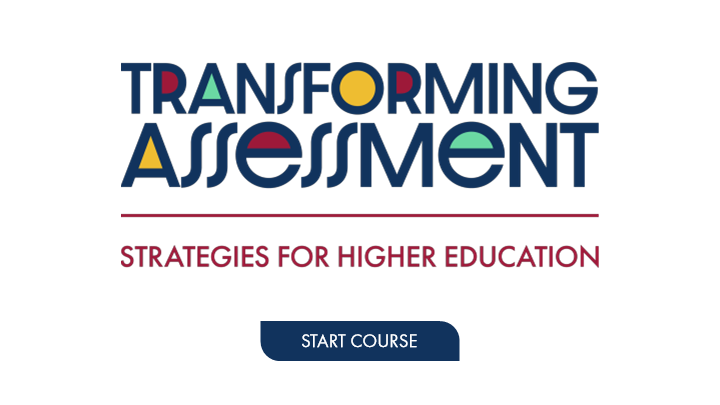 TRANSFORMING
ASSESSMENT
STRATEGIES FOR HIGHER EDUCATION
START COURSE